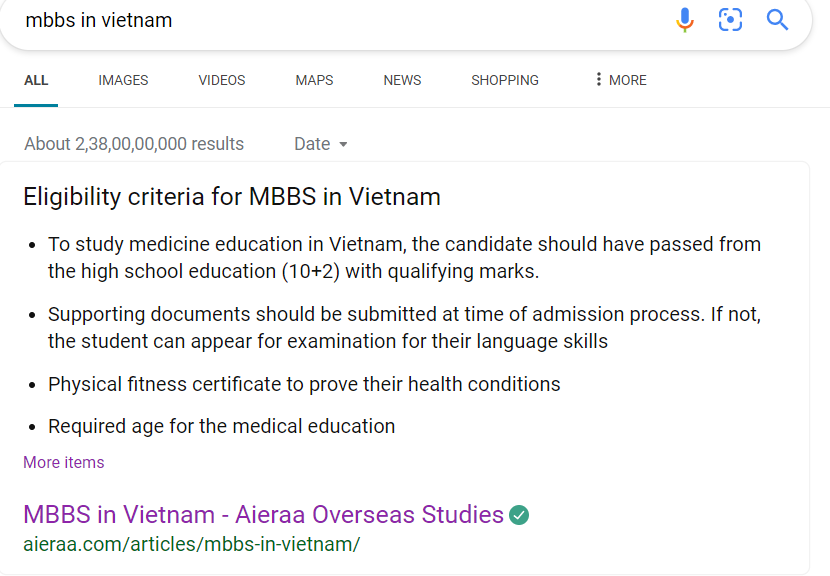 mbbs in vietnam
ALL IMAGES VIDEOS MAPS NEWS SHOPPING MORE
About 2,38,00,00,000 results Date
Eligibility criteria for MBBS in Vietnam
• To study medicine education in Vietnam, the candidate should have passed from
the high school education (10+2) with qualifying marks.
• Supporting documents should be submitted at time of admission process. If not,
the student can appear for examination for their language skills
• Physical fitness certificate to prove their health conditions
• Required age for the medical education
More items
MBBS in Vietnam - Aieraa Overseas Studies
aieraa.com/articles/mbbs-in-vietnam/